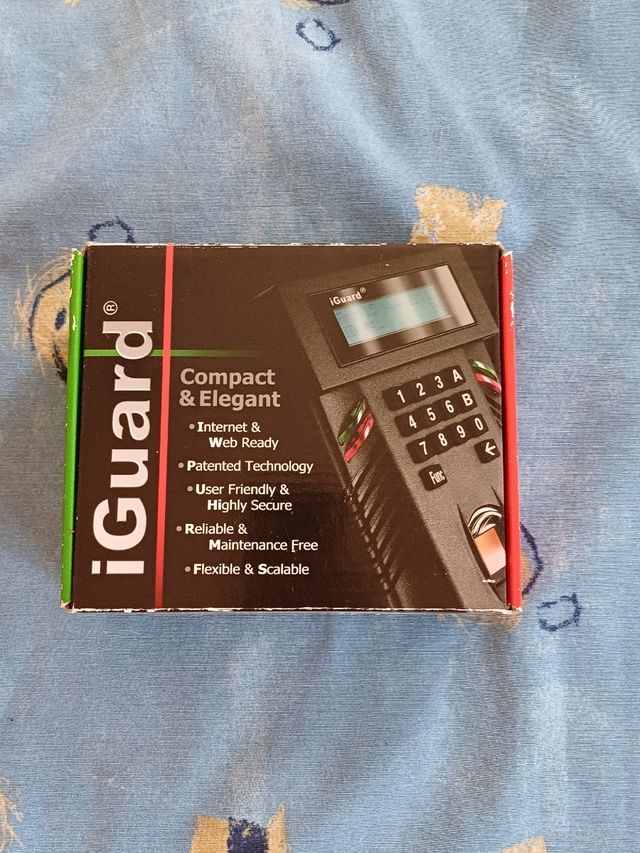 iGuard®
Compact
& Elegant
• Internet &
Web Ready
• Patented Technology
• User Friendly &
Highly Secure
• Reliable &
Maintenance Free
• Flexible & Scalable
iGuard®
1 2 3 A
4 5 6 B
7 8 9 0
Func ←